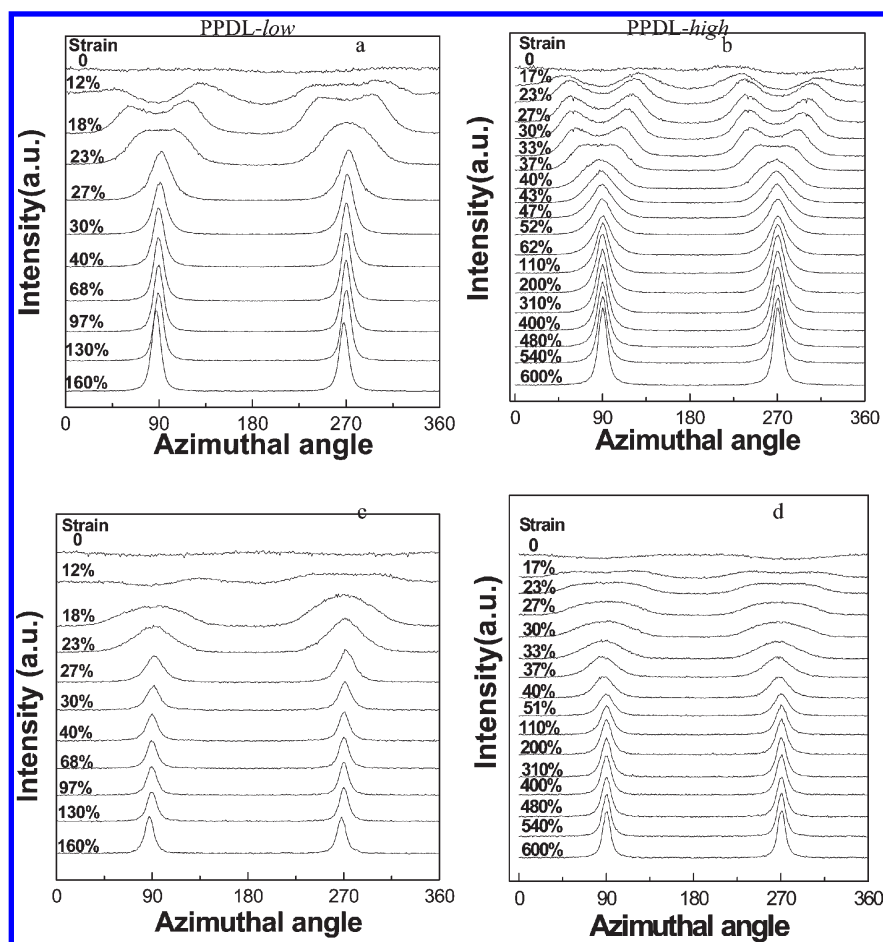 PPDL-low
a
Strain
0
12%
18%
23%
27%
30%
40%
68%
97%
130%
160%
Intensity(a.u.)
0 90 180 270 360
Azimuthal angle
PPDL-high
b
Strain
0
17%
23%
27%
30%
33%
37%
40%
43%
47%
52%
62%
110%
200%
310%
400%
480%
540%
600%
Intensity(a.u.)
0 90 180 270 360
Azimuthal angle
c
Strain
0
12%
18%
23%
27%
30%
40%
68%
97%
130%
160%
Intensity (a.u.)
0 90 180 270 360
Azimuthal angle
d
Strain
0
17%
23%
27%
30%
33%
37%
40%
51%
110%
200%
310%
400%
480%
540%
600%
Intensity(a.u.)
0 90 180 270 360
Azimuthal angle